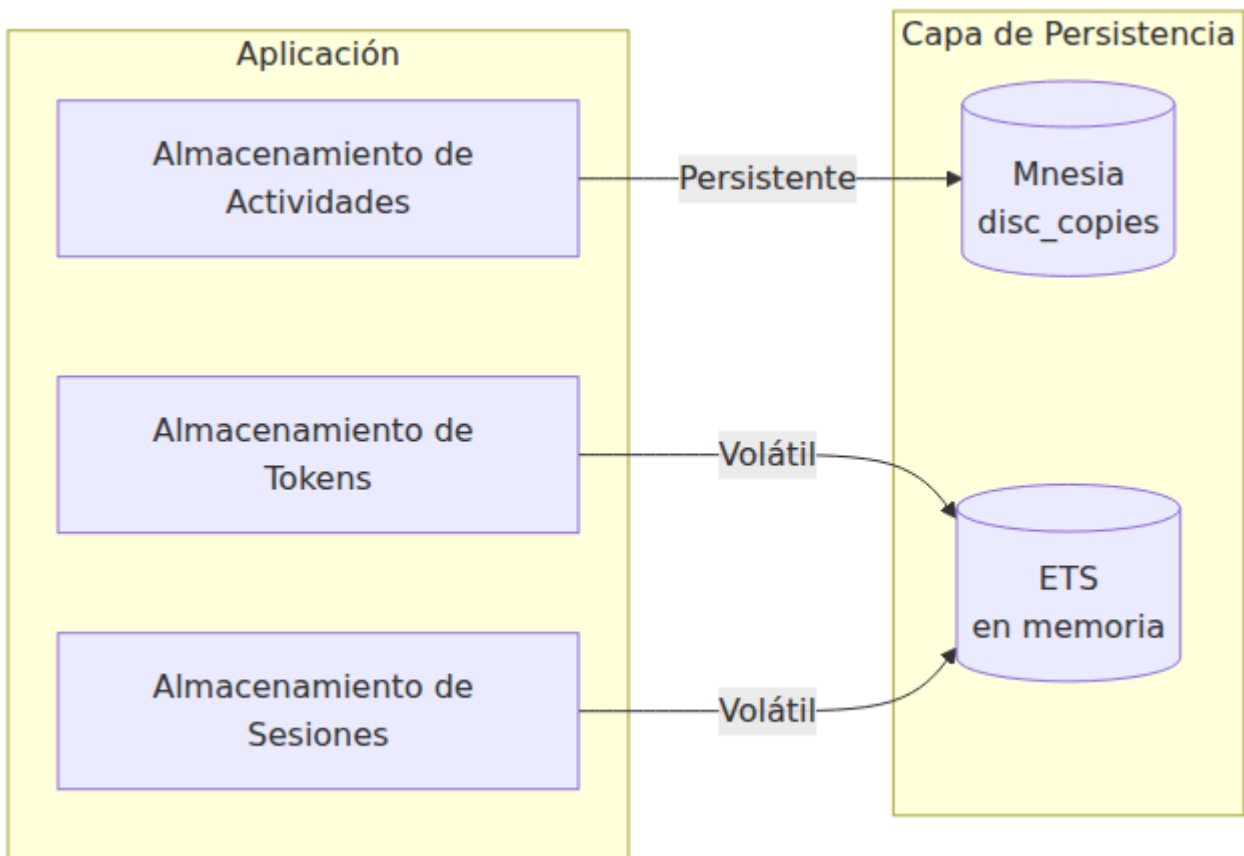 Aplicación
Almacenamiento de
Actividades
Almacenamiento de
Tokens
Almacenamiento de
Sesiones
Persistente
Volátil
Volátil
Capa de Persistencia
Mnesia
disc_copies
ETS
en memoria